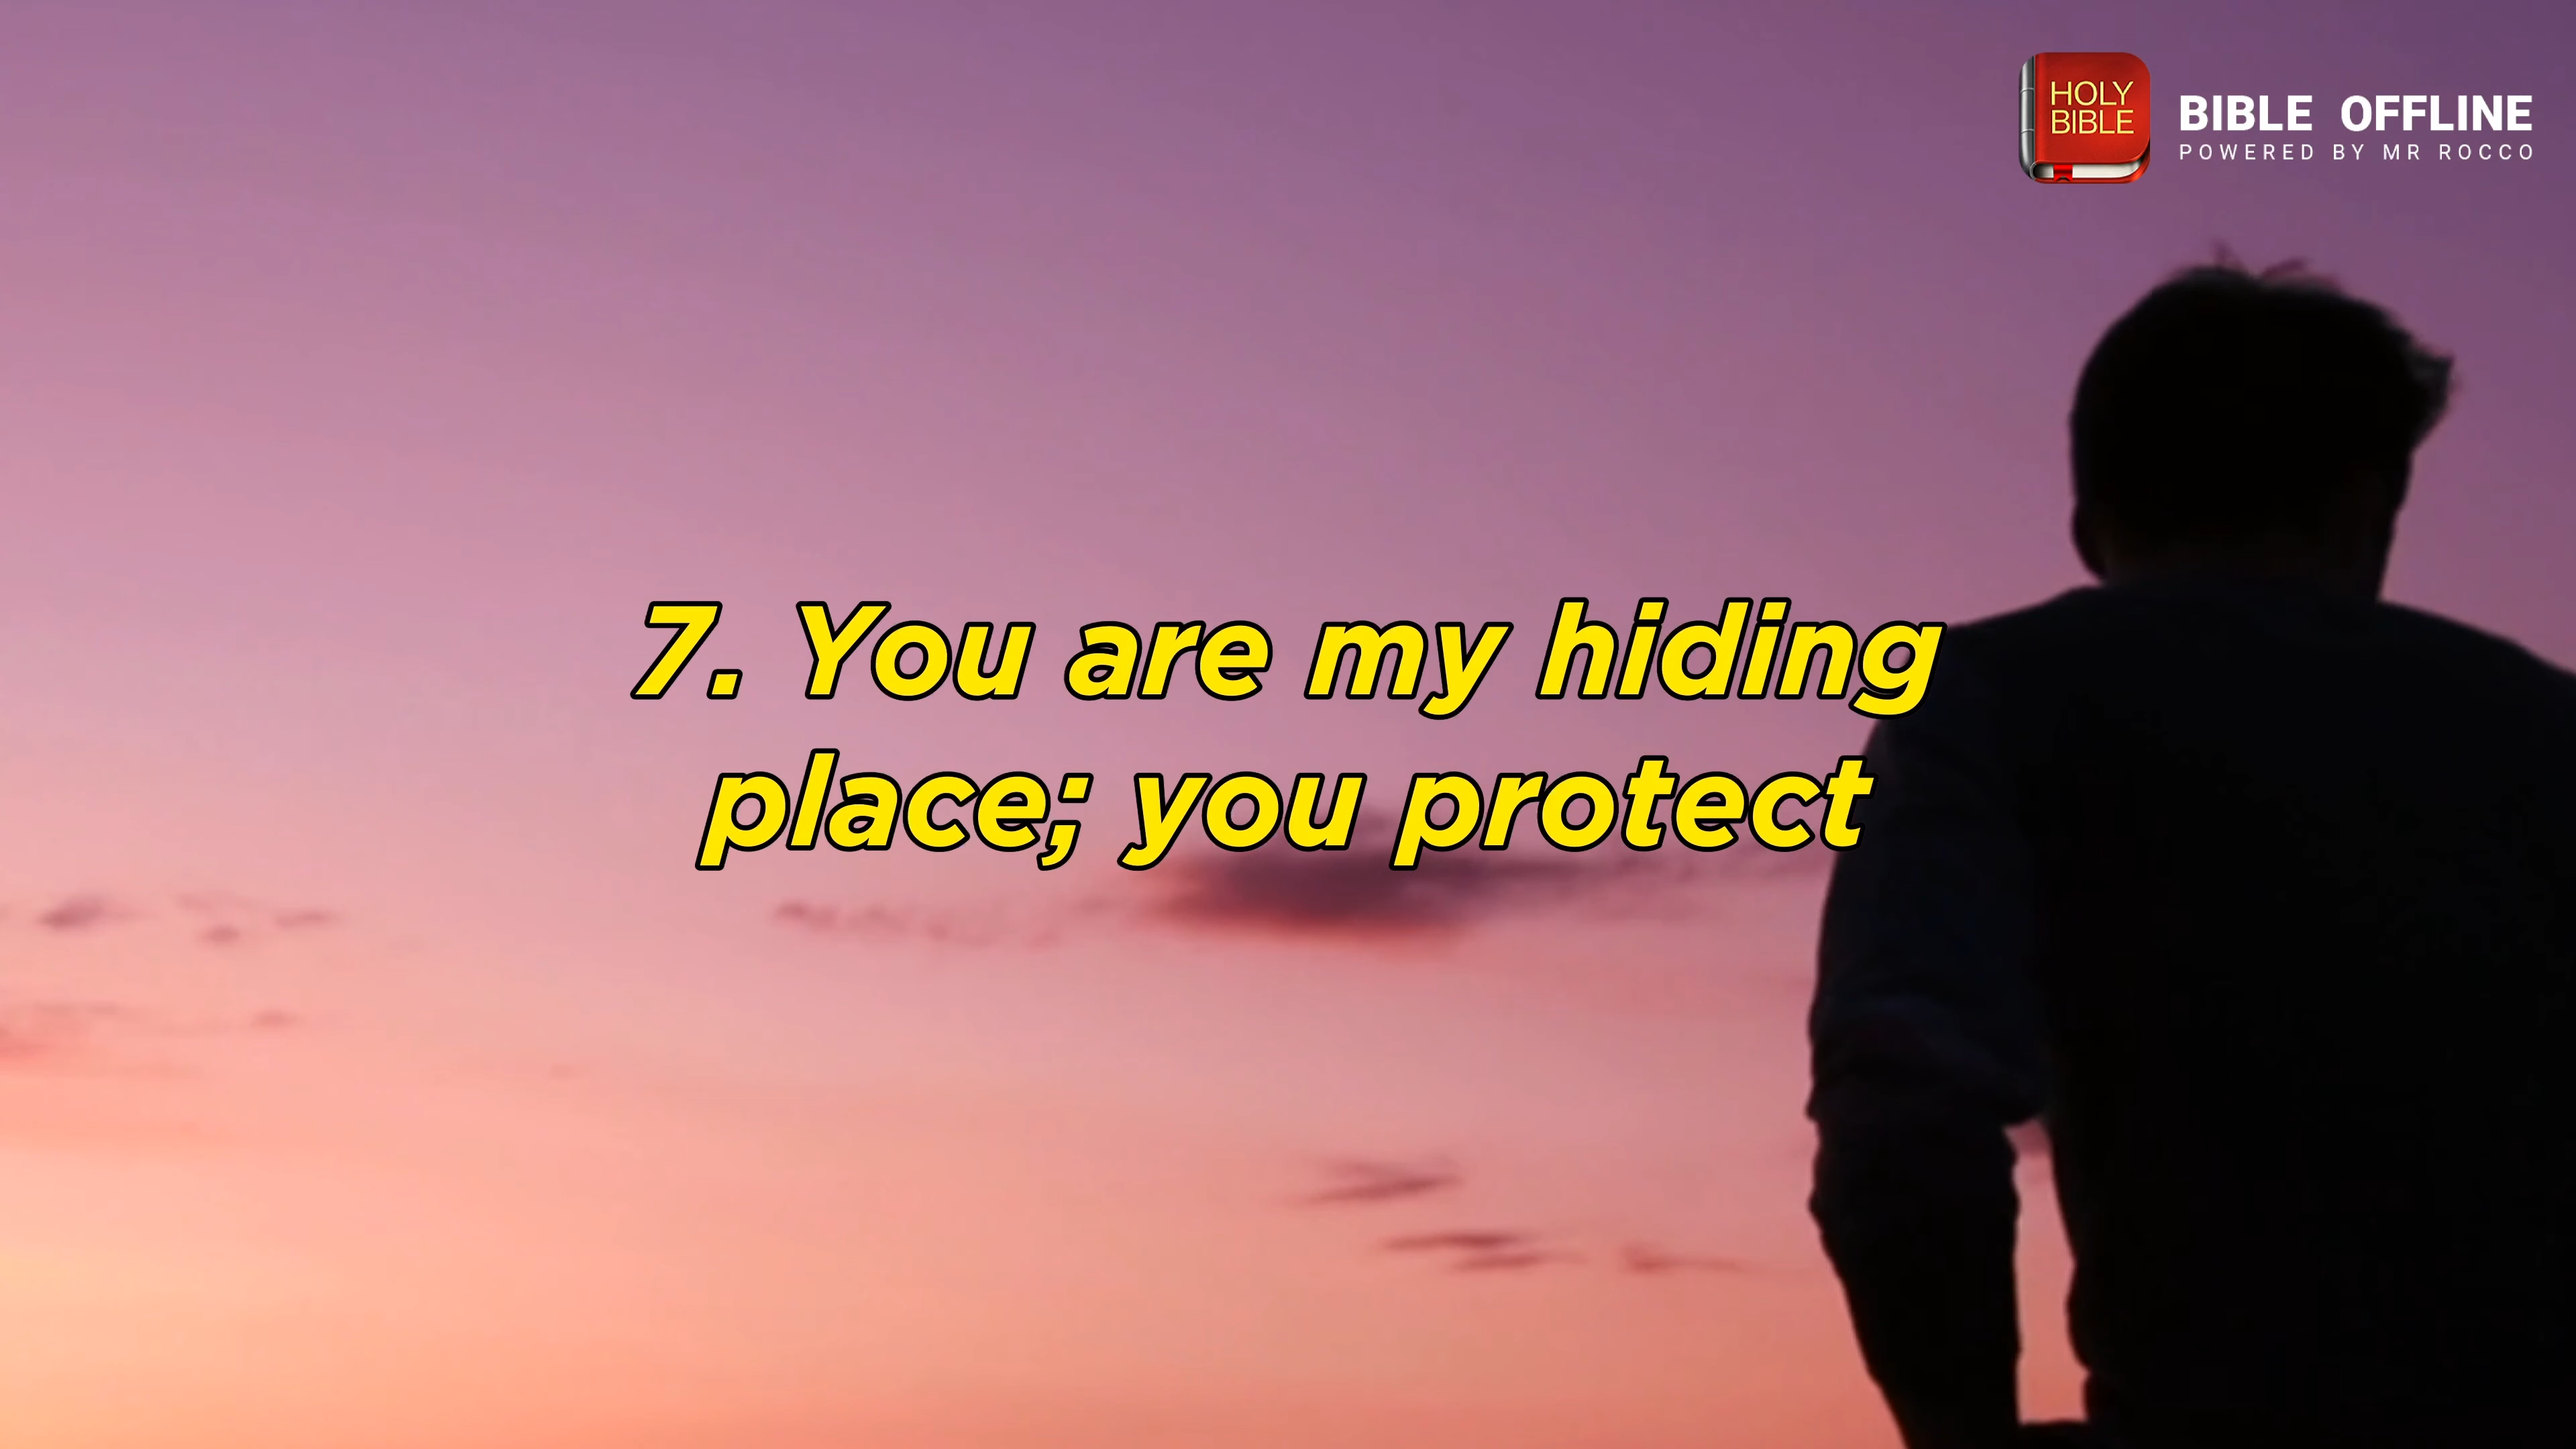 HOLY
BIBLE
BIBLE OFFLINE
POWERED BY MR ROCCO
7. You are my hiding
place; you protect